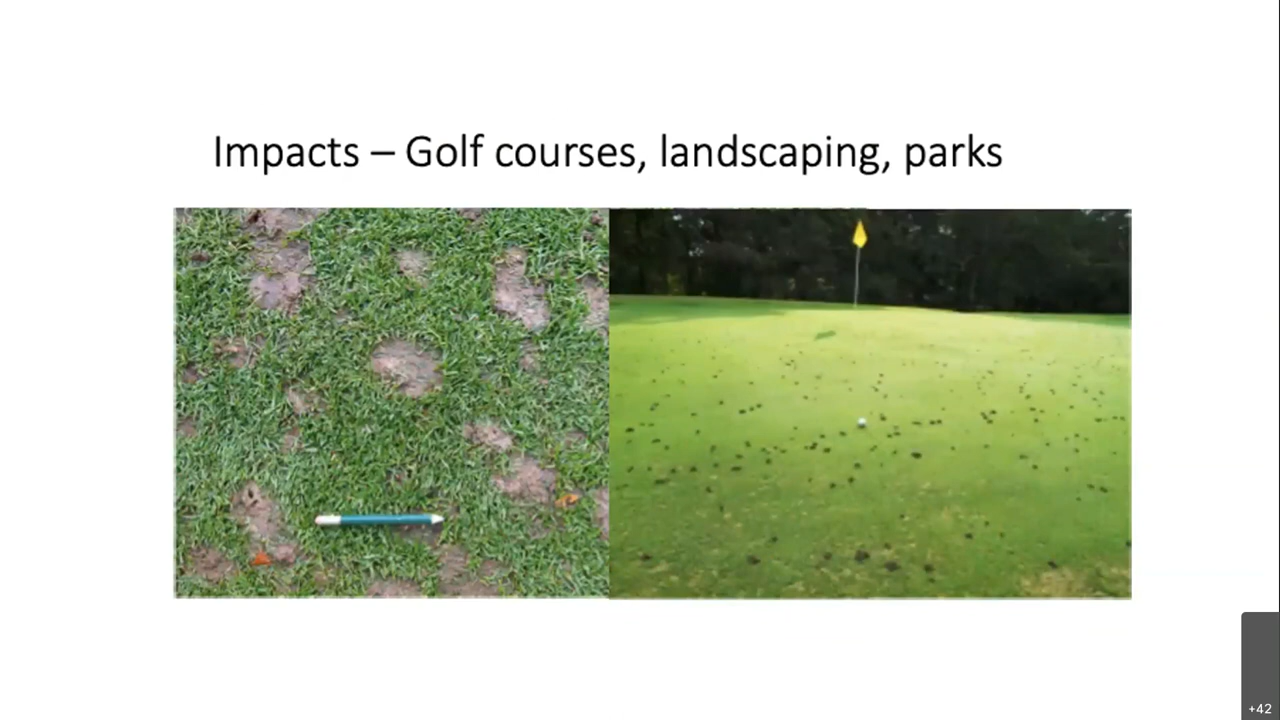 Impacts – Golf courses, landscaping, parks
+42